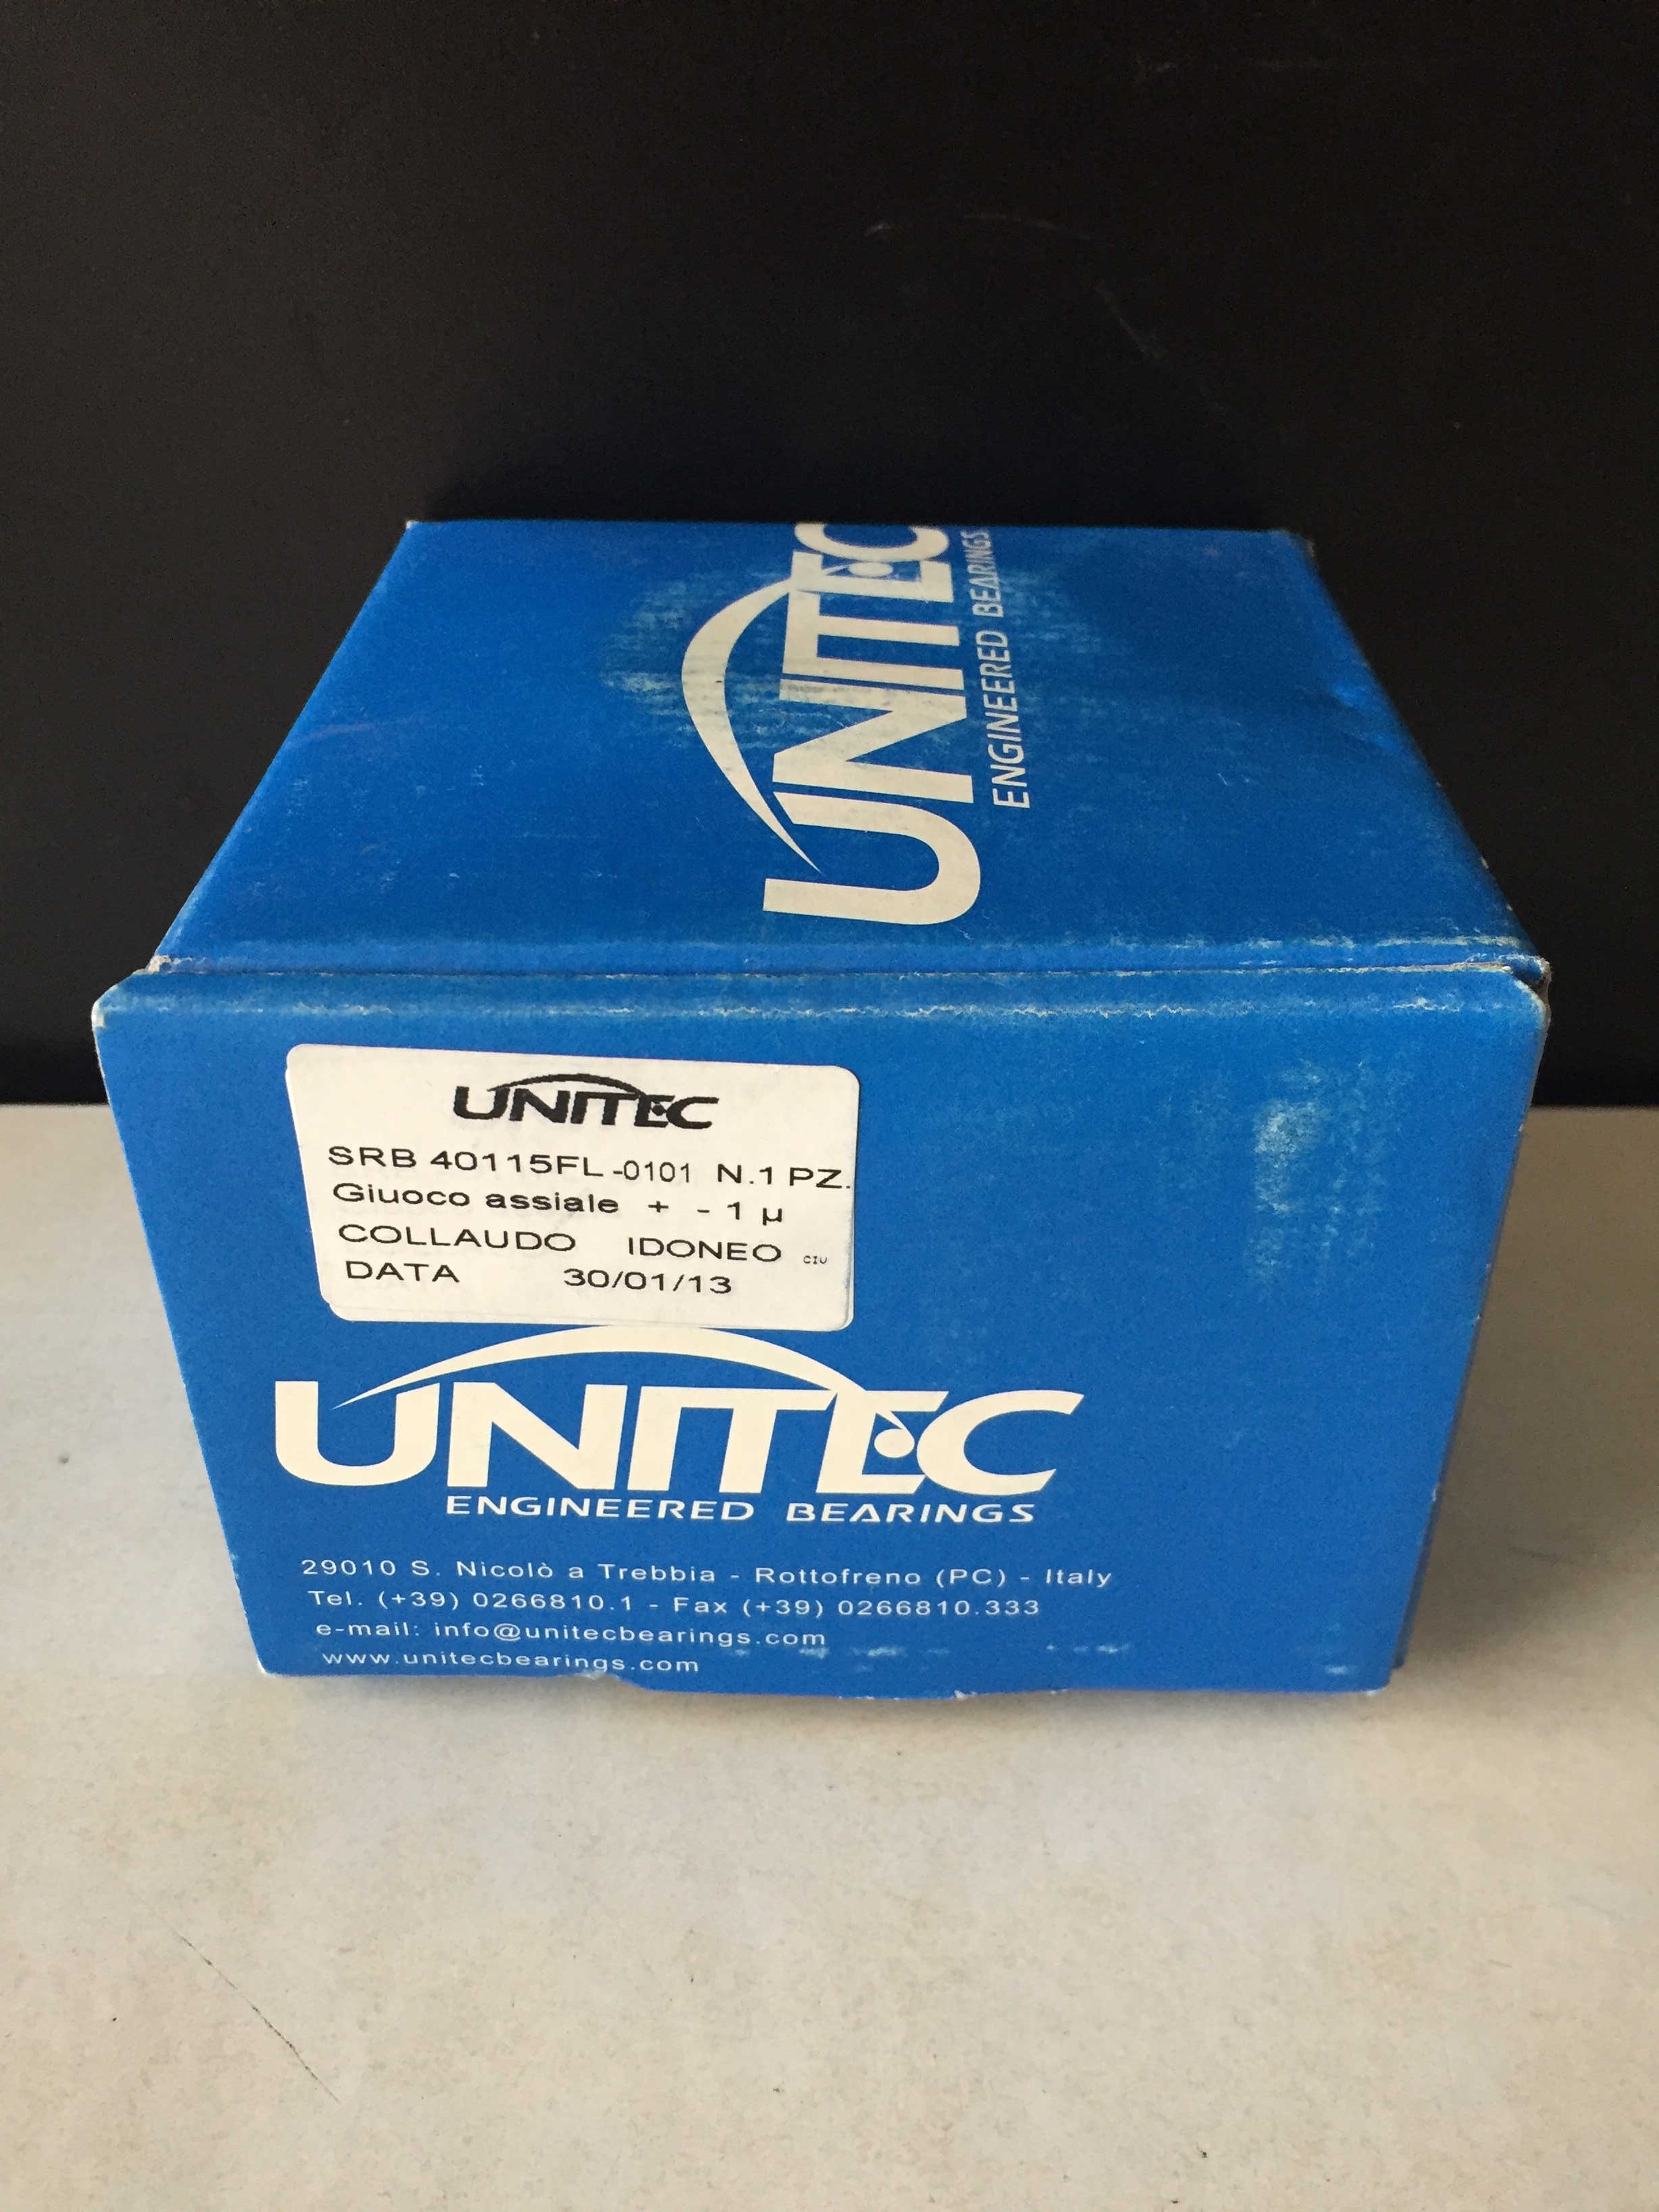 UNITEC
ENGINEERED BEARINGS
UNITEC
SRB 40115FL-0101 N.1 PZ.
Giuoco assiale + - 1 µ
COLLAUDO IDONEO CIV
DATA 30/01/13
UNITEC
ENGINEERED BEARINGS
29010 S. Nicolò a Trebbia - Rottofreno (PC) - Italy
Tel. (+39) 0266810.1 - Fax (+39) 0266810.333
e-mail: info@unitecbearings.com
www.unitecbearings.com